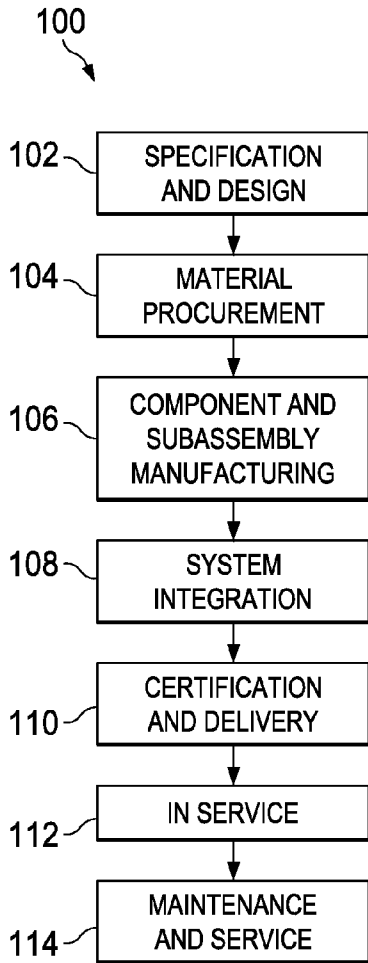 100
102
SPECIFICATION
AND DESIGN
104
MATERIAL
PROCUREMENT
106
COMPONENT AND
SUBASSEMBLY
MANUFACTURING
108
SYSTEM
INTEGRATION
110
CERTIFICATION
AND DELIVERY
112
IN SERVICE
114
MAINTENANCE
AND SERVICE